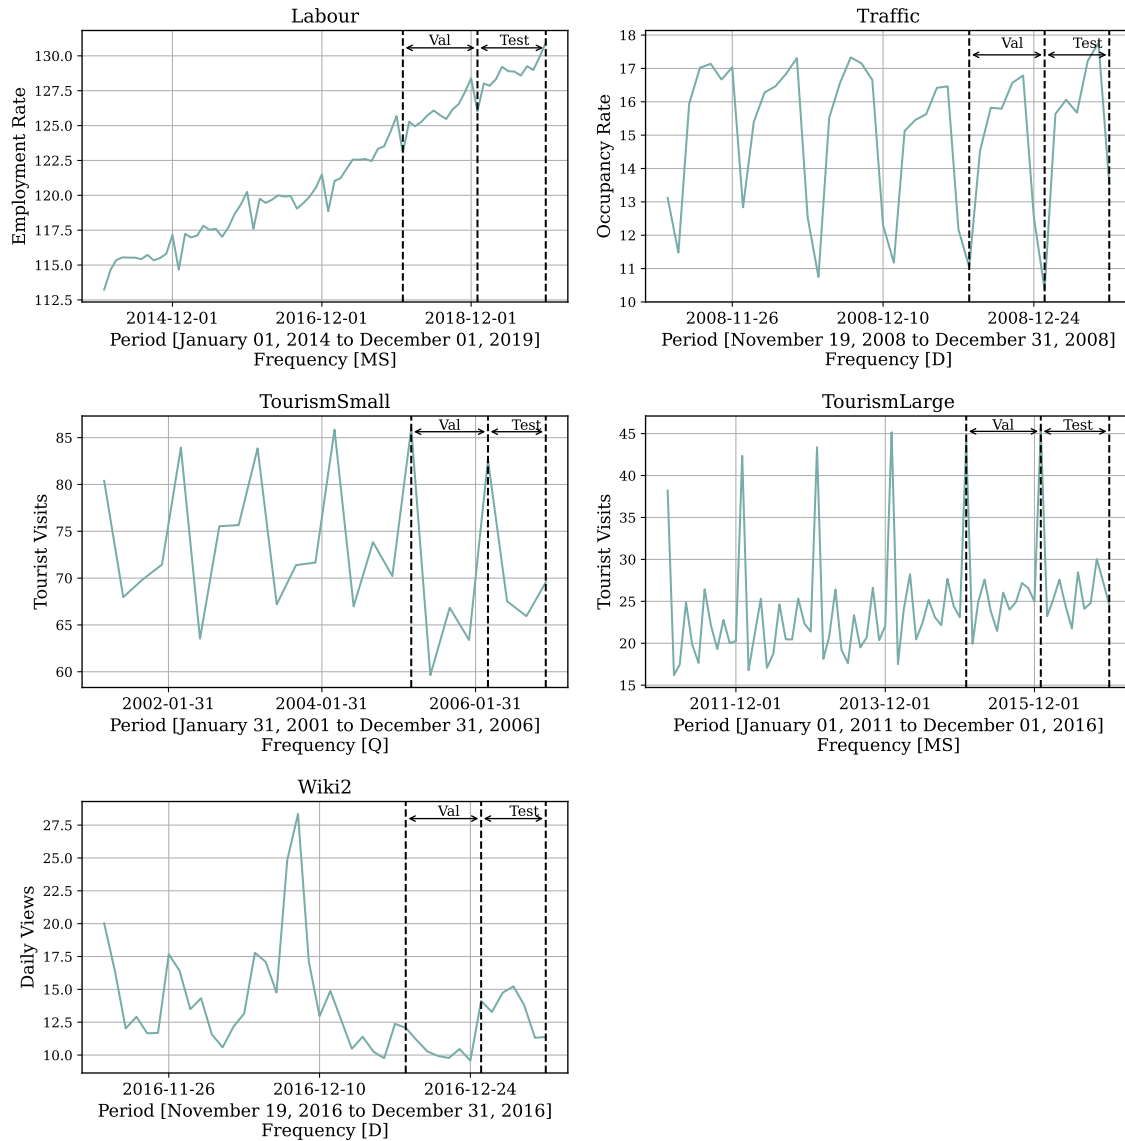 Labour
Val
Test
130.0
127.5
125.0
122.5
120.0
117.5
115.0
112.5
Employment Rate
2014-12-01
2016-12-01
2018-12-01
Period [January 01, 2014 to December 01, 2019]
Frequency [MS]
Traffic
Val
Test
18
17
16
15
14
13
12
11
10
Occupancy Rate
2008-11-26
2008-12-10
2008-12-24
Period [November 19, 2008 to December 31, 2008]
Frequency [D]
TourismSmall
Val
Test
85
80
75
70
65
60
Tourist Visits
2002-01-31
2004-01-31
2006-01-31
Period [January 31, 2001 to December 31, 2006]
Frequency [Q]
TourismLarge
Val
Test
45
40
35
30
25
20
15
Tourist Visits
2011-12-01
2013-12-01
2015-12-01
Period [January 01, 2011 to December 01, 2016]
Frequency [MS]
Wiki2
Val
Test
27.5
25.0
22.5
20.0
17.5
15.0
12.5
10.0
Daily Views
2016-11-26
2016-12-10
2016-12-24
Period [November 19, 2016 to December 31, 2016]
Frequency [D]